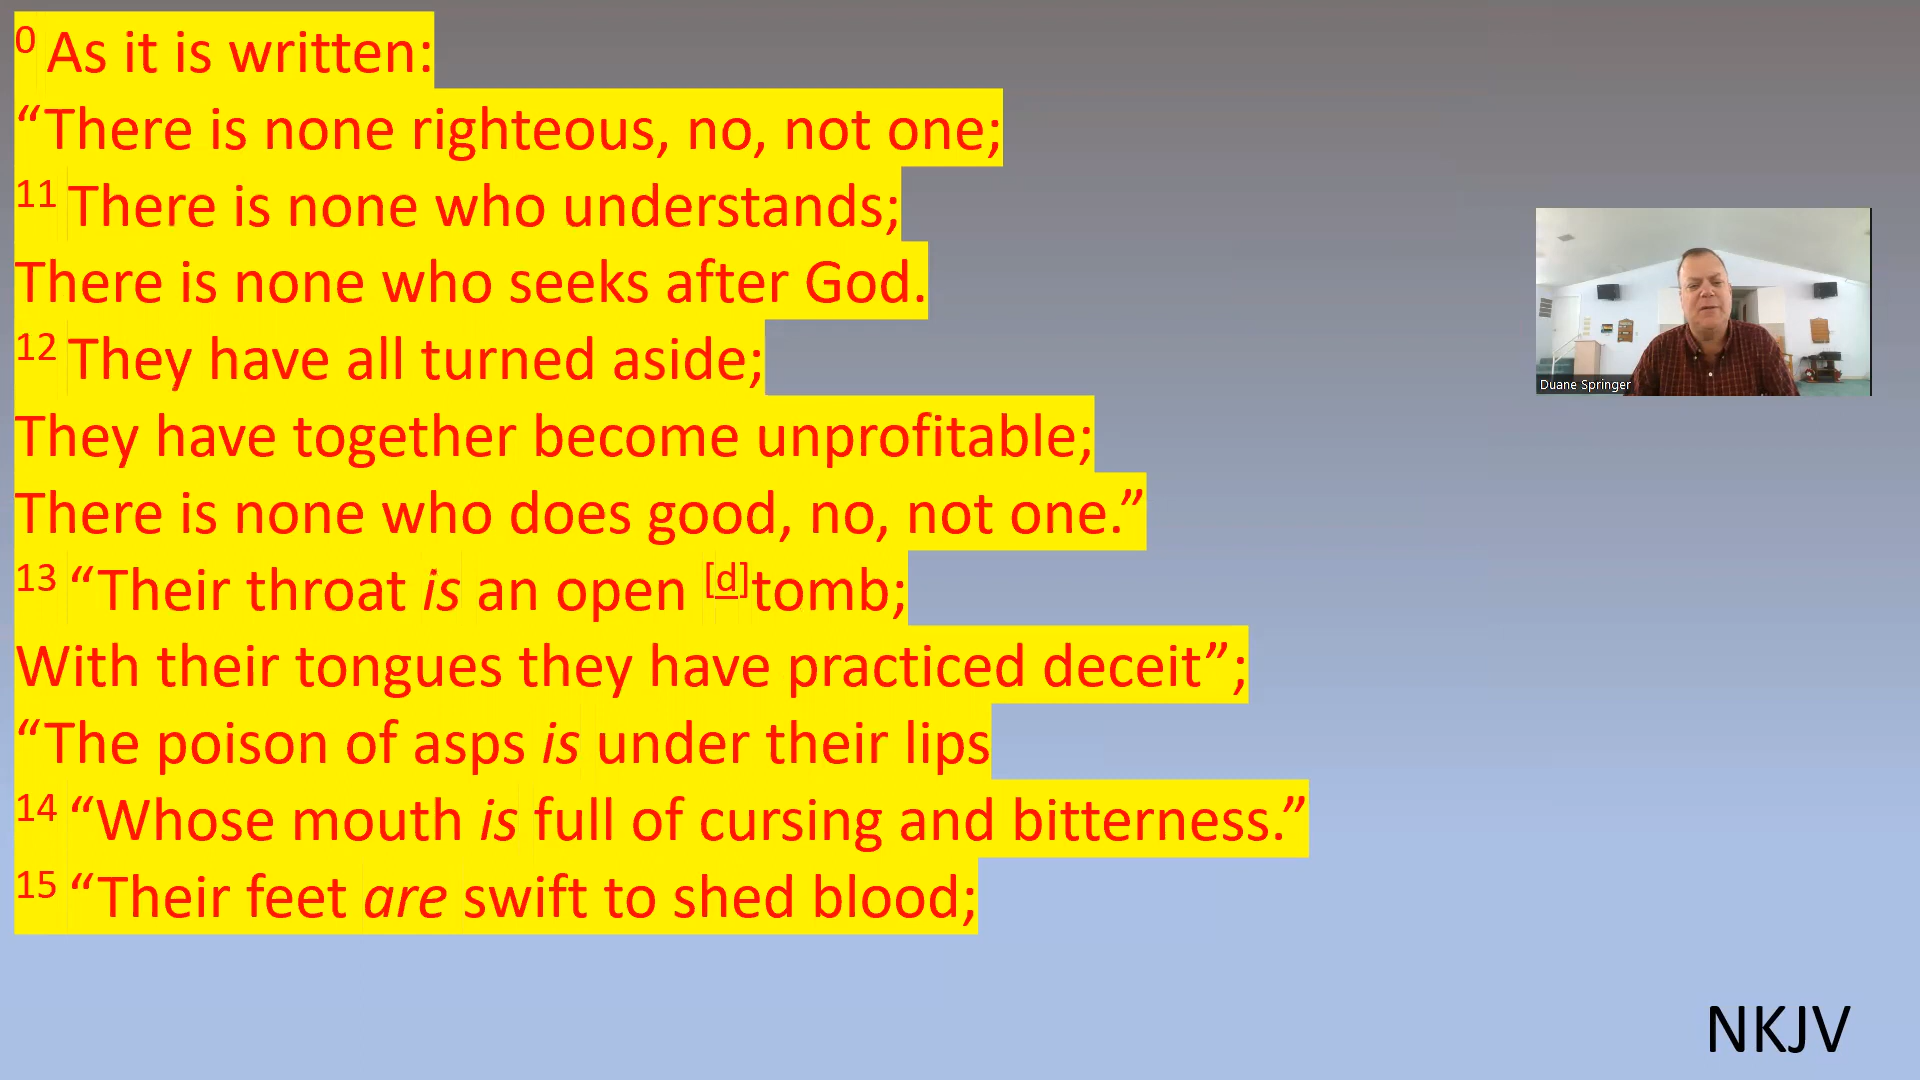 0 As it is written:
“There is none righteous, no, not one;
11 There is none who understands;
There is none who seeks after God.
12 They have all turned aside;
They have together become unprofitable;
There is none who does good, no, not one.”
13 “Their throat is an open [d]tomb;
With their tongues they have practiced deceit”;
“The poison of asps is under their lips
14 “Whose mouth is full of cursing and bitterness.”
15 “Their feet are swift to shed blood;
Duane Springer
NKJV